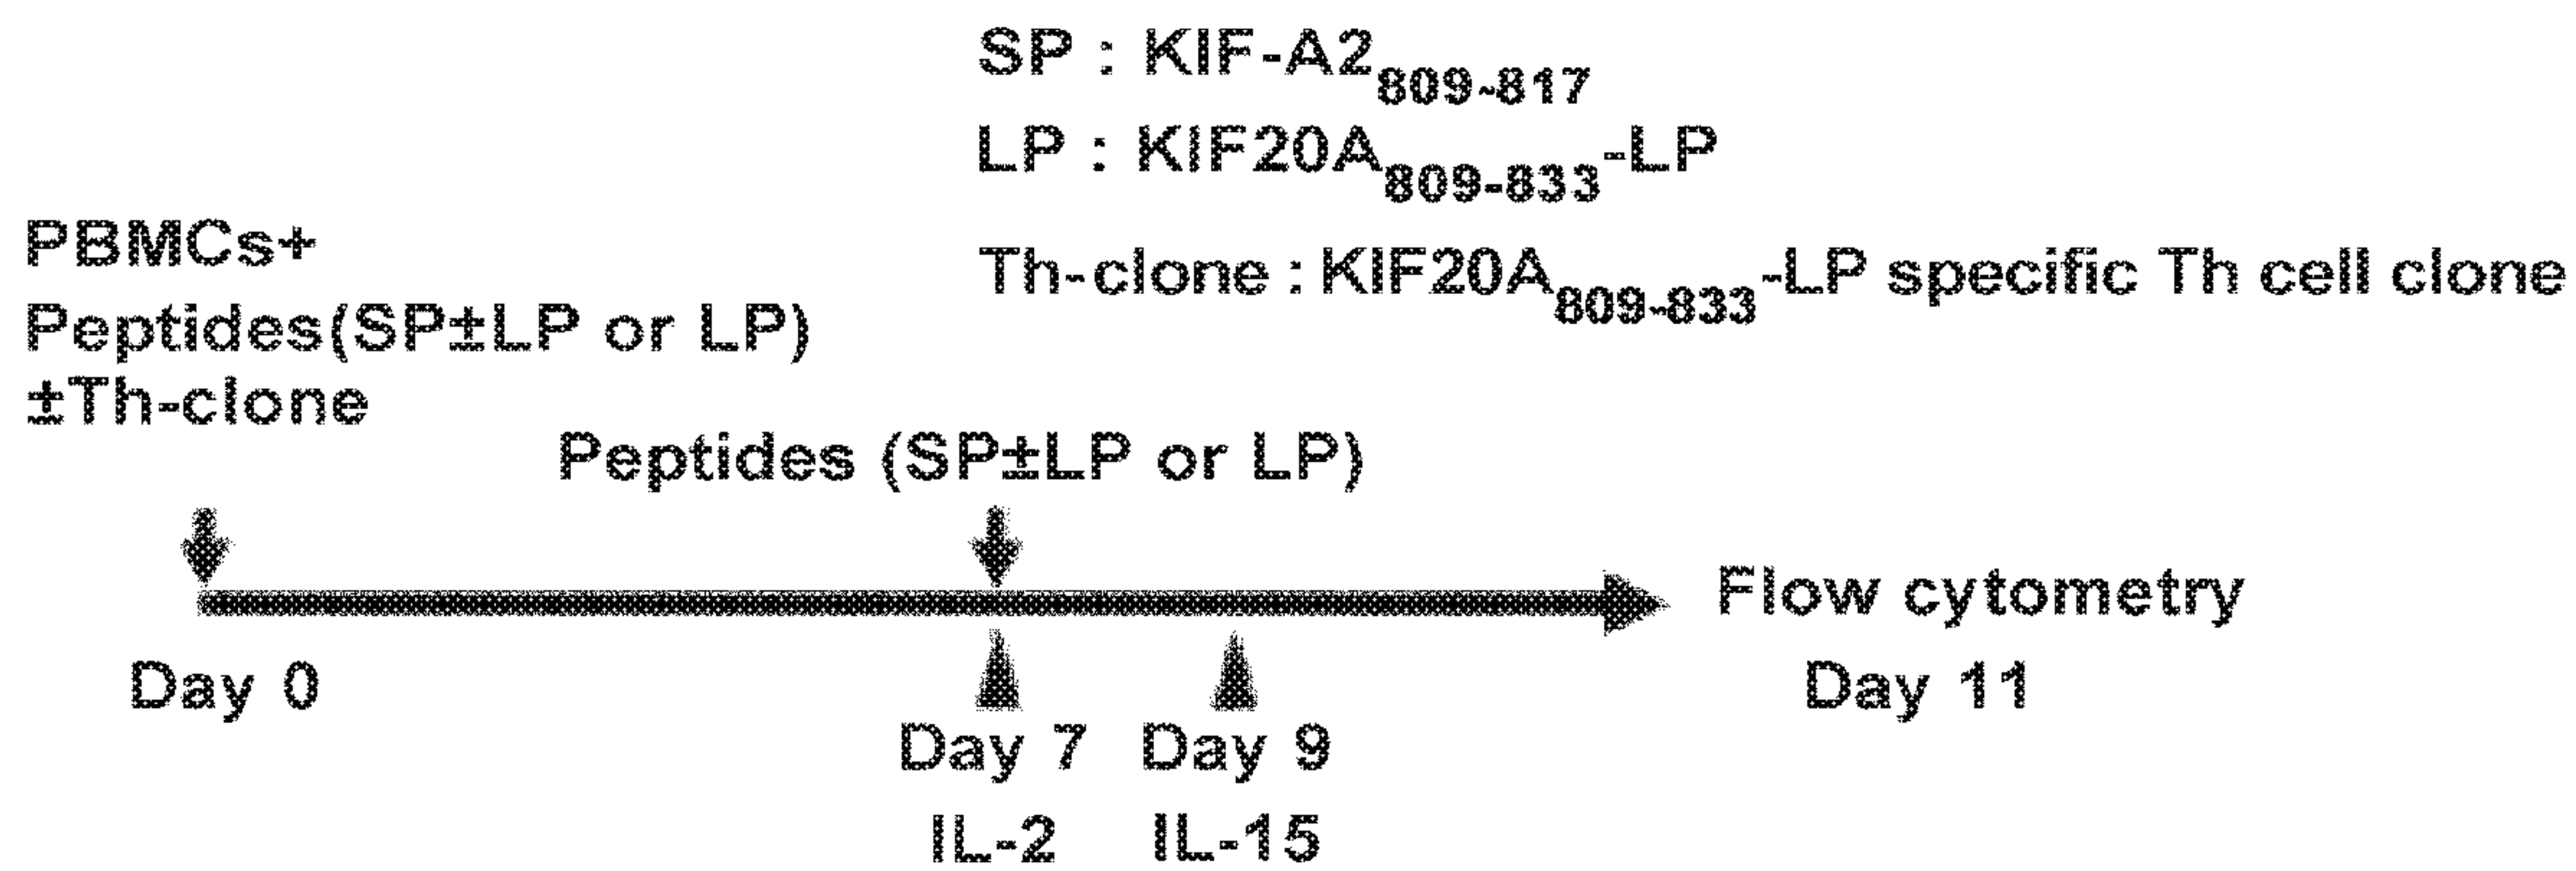 SP : KIF-A2809-817
LP : KIF20A809-833-LP
Th-clone : KIF20A809-833-LP specific Th cell clone
PBMCs+
Peptides(SP±LP or LP)
±Th-clone
Peptides (SP±LP or LP)
Flow cytometry
Day 0
Day 11
Day 7 Day 9
IL-2 IL-15